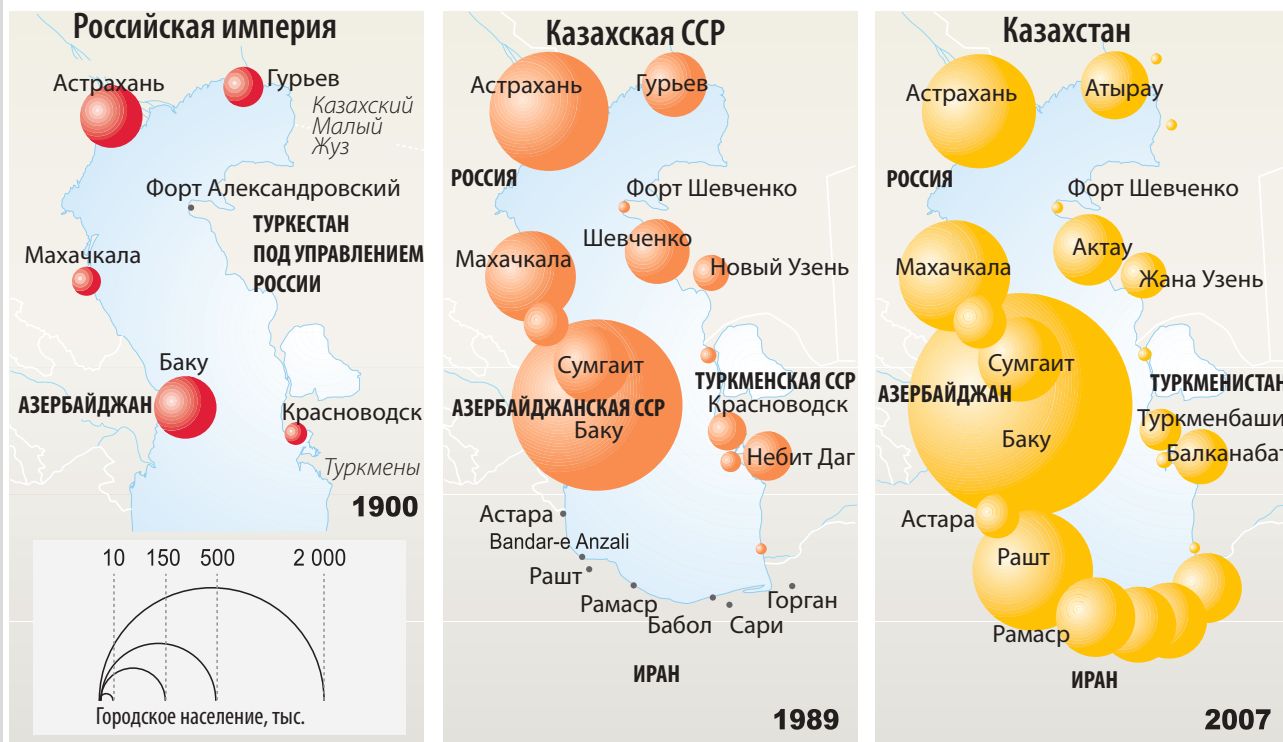 Российская империя
Астрахань
Гурьев
Казахский
Малый
Жуз
Форт Александровский
ТУРКЕСТАН
ПОД УПРАВЛЕНИЕМ
РОССИИ
Махачкала
Баку
АЗЕРБАЙДЖАН
Красноводск
Туркмены
1900
10 150 500 2 000
Городское население, тыс.
Казахская ССР
Астрахань
Гурьев
РОССИЯ
Форт Шевченко
Шевченко
Махачкала
Новый Узень
Сумгаит
ТУРКМЕНСКАЯ ССР
АЗЕРБАЙДЖАНСКАЯ ССР
Красноводск
Баку
Небит Даг
Астара
Bandar-e Anzali
Рашт
Рамаср
Бабол
Сари
Горган
ИРАН
1989
Казахстан
Астрахань
Атырау
РОССИЯ
Форт Шевченко
Актау
Махачкала
Жана Узень
Сумгаит
АЗЕРБАЙДЖАН
ТУРКМЕНИСТАН
Туркменбаши
Баку
Балканабат
Астара
Рашт
Рамаср
ИРАН
2007